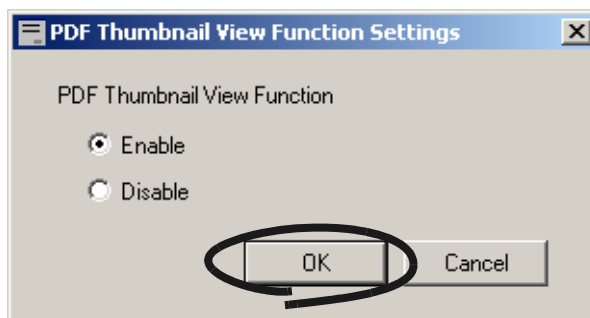 PDF Thumbnail View Function Settings
PDF Thumbnail View Function
Enable
Disable
OK Cancel